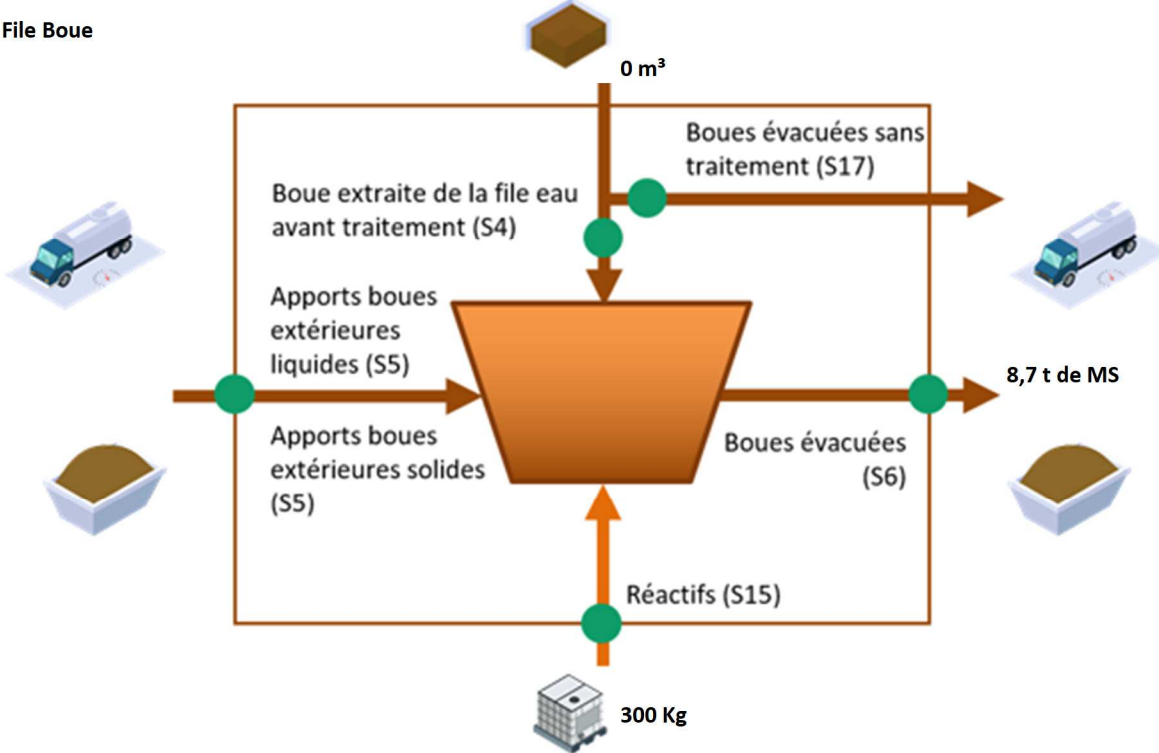 File Boue
0 m³
Boues évacuées sans
traitement (S17)
Boue extraite de la file eau
avant traitement (S4)
Apports boues
extérieures
liquides (S5)
8,7 t de MS
Apports boues
extérieures solides
(S5)
Boues évacuées
(S6)
Réactifs (S15)
300 Kg